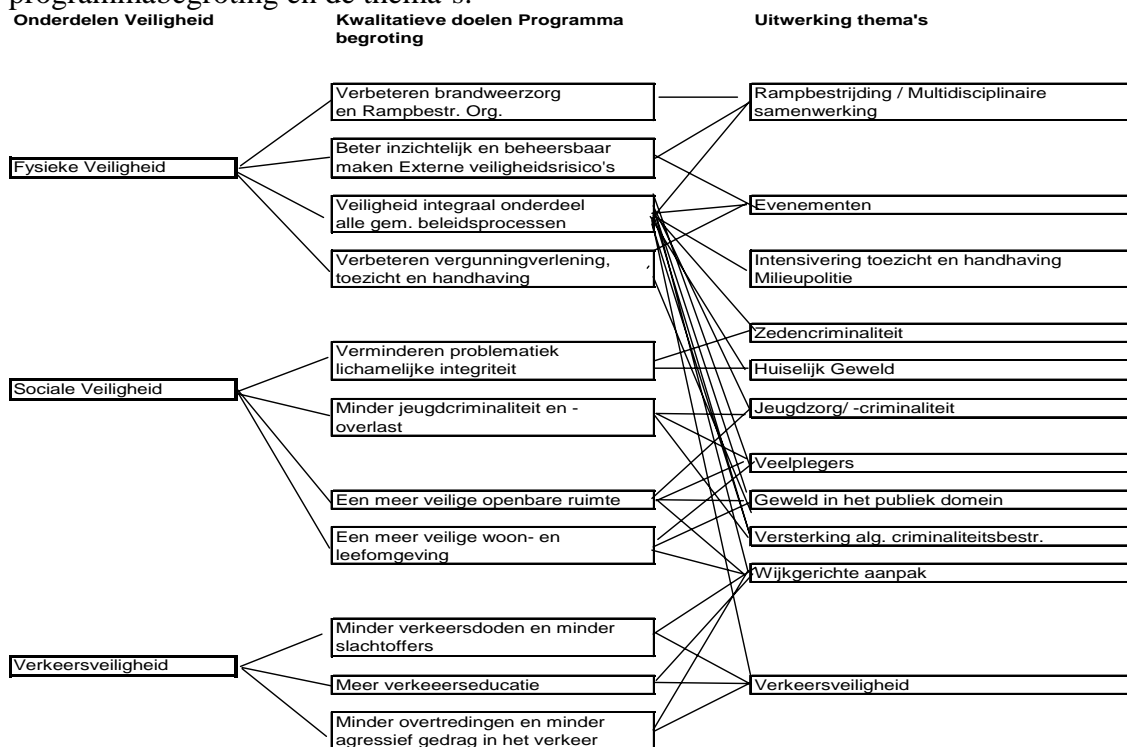 programmabegroting en de thema's.
Onderdelen Veiligheid
Kwalitatieve doelen Programma
begroting
Uitwerking thema's
Verbeteren brandweerzorg
en Rampbestr. Org.
Rampbestrijding / Multidisciplinaire
samenwerking
Beter inzichtelijk en beheersbaar
maken Externe veiligheidsrisico's
Fysieke Veiligheid
Veiligheid integraal onderdeel
alle gem. beleidsprocessen
Evenementen
Verbeteren vergunningverlening,
toezicht en handhaving
Intensivering toezicht en handhaving
Milieupolitie
Zedencriminaliteit
Verminderen problematiek
lichamelijke integriteit
Huiselijk Geweld
Sociale Veiligheid
Minder jeugdcriminaliteit en -
overlast
Jeugdzorg/ -criminaliteit
Veelplegers
Een meer veilige openbare ruimte
Geweld in het publiek domein
Een meer veilige woon- en
leefomgeving
Versterking alg. criminaliteitsbestr.
Wijkgerichte aanpak
Minder verkeersdoden en minder
slachtoffers
Verkeersveiligheid
Meer verkeeerseducatie
Verkeersveiligheid
Minder overtredingen en minder
agressief gedrag in het verkeer